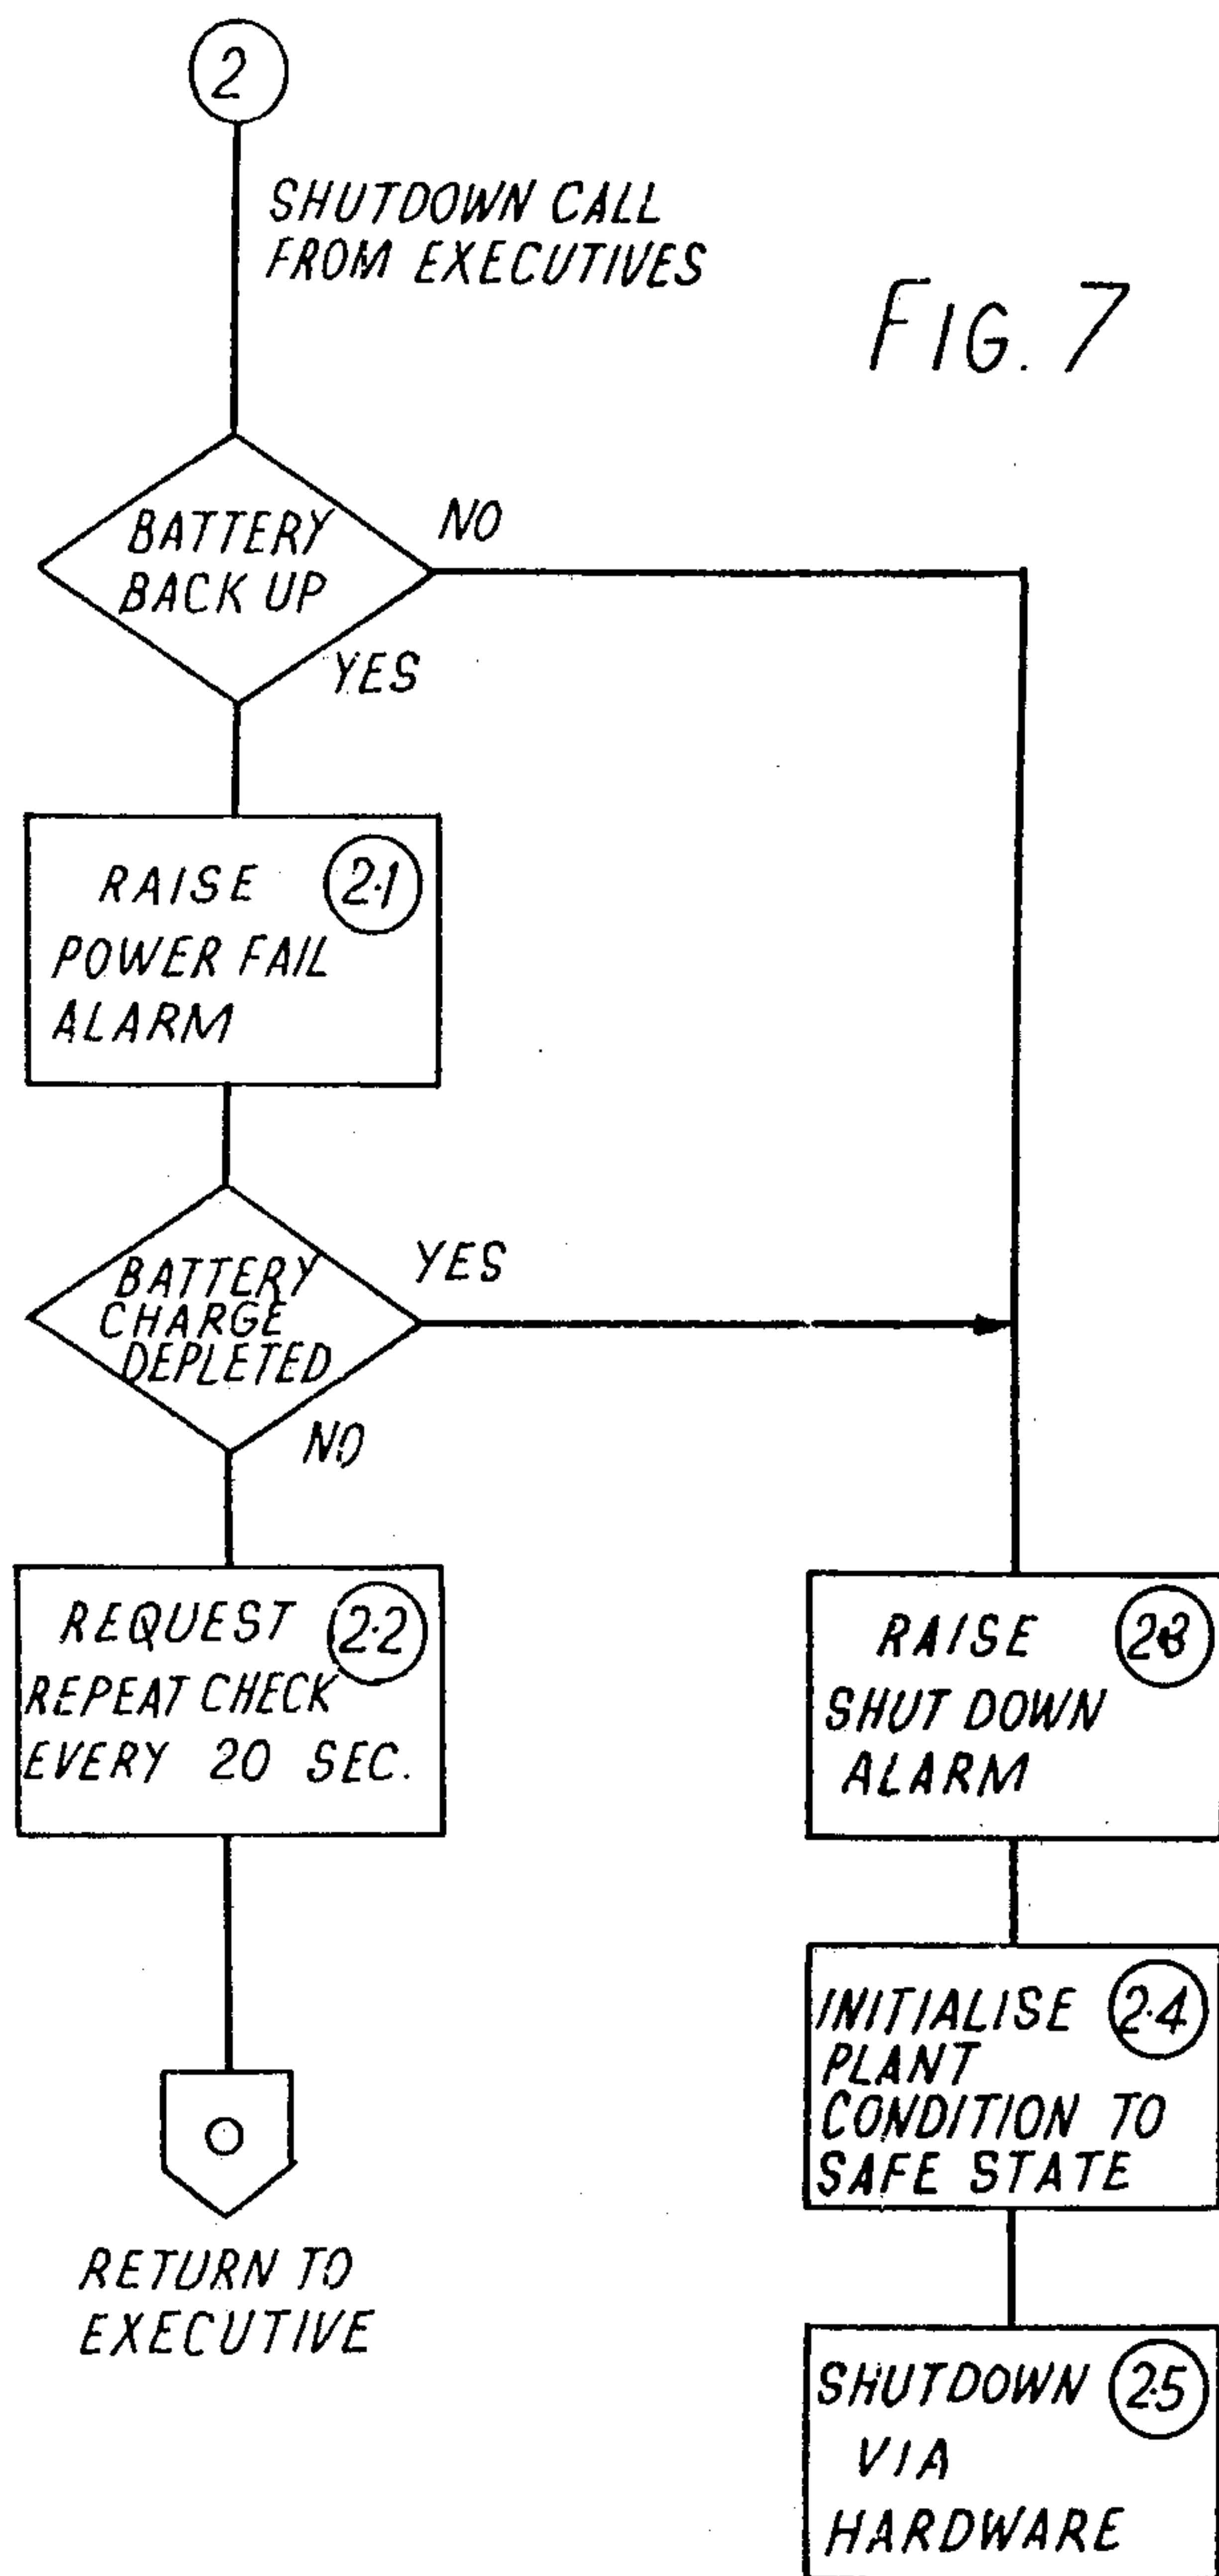 2
SHUTDOWN CALL
FROM EXECUTIVES
FIG. 7
BATTERY
BACK UP
NO
YES
RAISE
2.1
POWER FAIL
ALARM
BATTERY
CHARGE
DEPLETED
YES
NO
REQUEST
2.2
REPEAT CHECK
EVERY 20 SEC.
RETURN TO
EXECUTIVE
RAISE
2.3
SHUT DOWN
ALARM
INITIALISE
2.4
PLANT
CONDITION TO
SAFE STATE
SHUTDOWN
2.5
VIA
HARDWARE